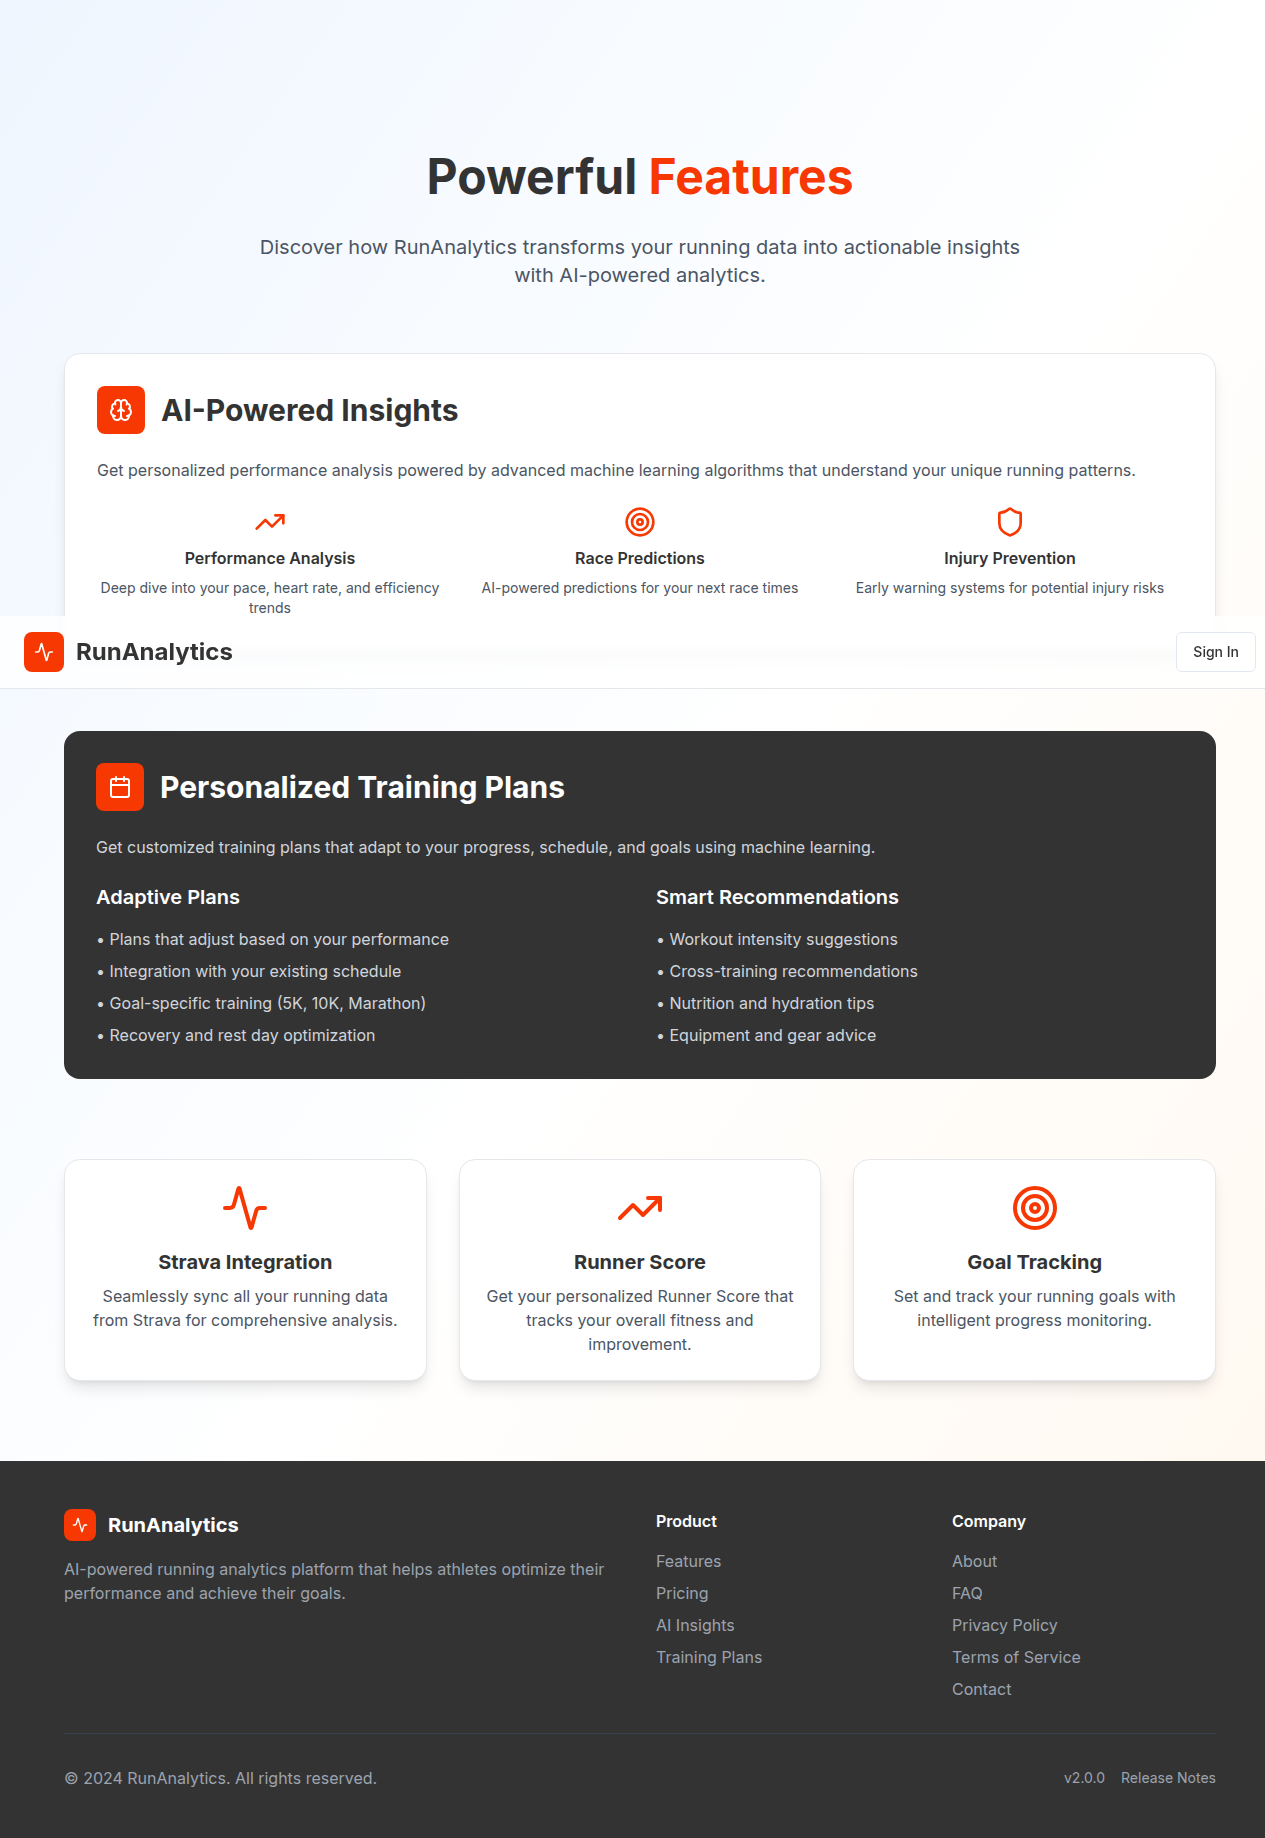 Powerful Features
Discover how RunAnalytics transforms your running data into actionable insights
with AI-powered analytics.
AI-Powered Insights
Get personalized performance analysis powered by advanced machine learning algorithms that understand your unique running patterns.
Performance Analysis
Deep dive into your pace, heart rate, and efficiency
trends
Race Predictions
AI-powered predictions for your next race times
Injury Prevention
Early warning systems for potential injury risks
RunAnalytics
Sign In
Personalized Training Plans
Get customized training plans that adapt to your progress, schedule, and goals using machine learning.
Adaptive Plans
• Plans that adjust based on your performance
• Integration with your existing schedule
• Goal-specific training (5K, 10K, Marathon)
• Recovery and rest day optimization
Smart Recommendations
• Workout intensity suggestions
• Cross-training recommendations
• Nutrition and hydration tips
• Equipment and gear advice
Strava Integration
Seamlessly sync all your running data
from Strava for comprehensive analysis.
Runner Score
Get your personalized Runner Score that
tracks your overall fitness and
improvement.
Goal Tracking
Set and track your running goals with
intelligent progress monitoring.
RunAnalytics
AI-powered running analytics platform that helps athletes optimize their
performance and achieve their goals.
Product
Features
Pricing
AI Insights
Training Plans
Company
About
FAQ
Privacy Policy
Terms of Service
Contact
© 2024 RunAnalytics. All rights reserved.
v2.0.0 Release Notes